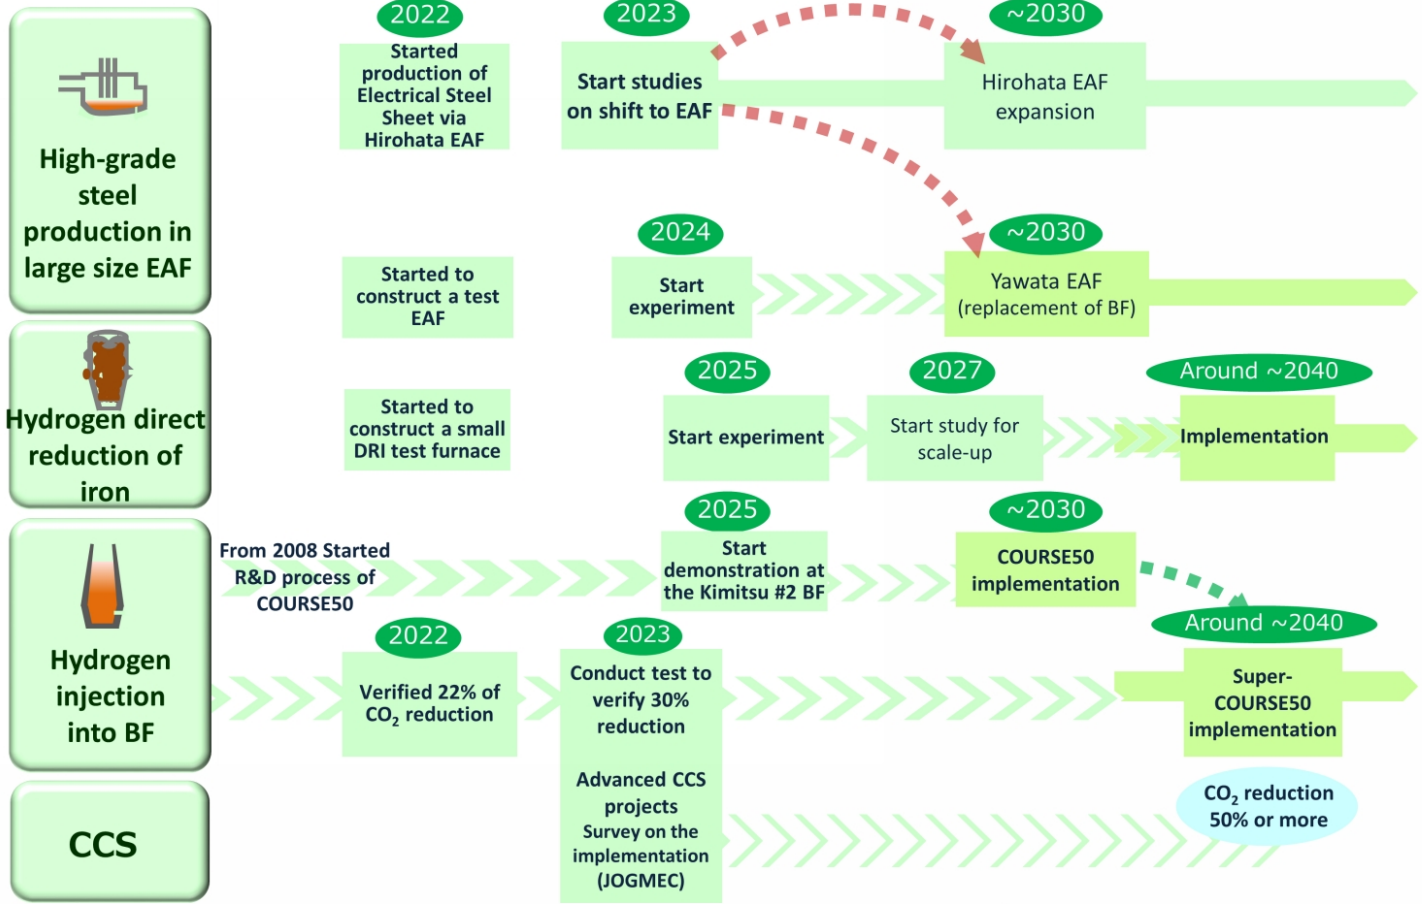 High-grade
steel
production in
large size EAF
2022
Started
production of
Electrical Steel
Sheet via
Hirohata EAF
2023
Start studies
on shift to EAF
~2030
Hirohata EAF
expansion
Started to
construct a test
EAF
2024
Start
experiment
~2030
Yawata EAF
(replacement of BF)
Hydrogen direct
reduction of
iron
Started to
construct a small
DRI test furnace
2025
Start experiment
2027
Start study for
scale-up
Around ~2040
Implementation
Hydrogen
injection
into BF
From 2008 Started
R&D process of
COURSE50
2025
Start
demonstration at
the Kimitsu #2 BF
~2030
COURSE50
implementation
2022
Verified 22% of
CO₂ reduction
2023
Conduct test to
verify 30%
reduction
Around ~2040
Super-
COURSE50
implementation
CCS
Advanced CCS
projects
Survey on the
implementation
(JOGMEC)
CO₂ reduction
50% or more